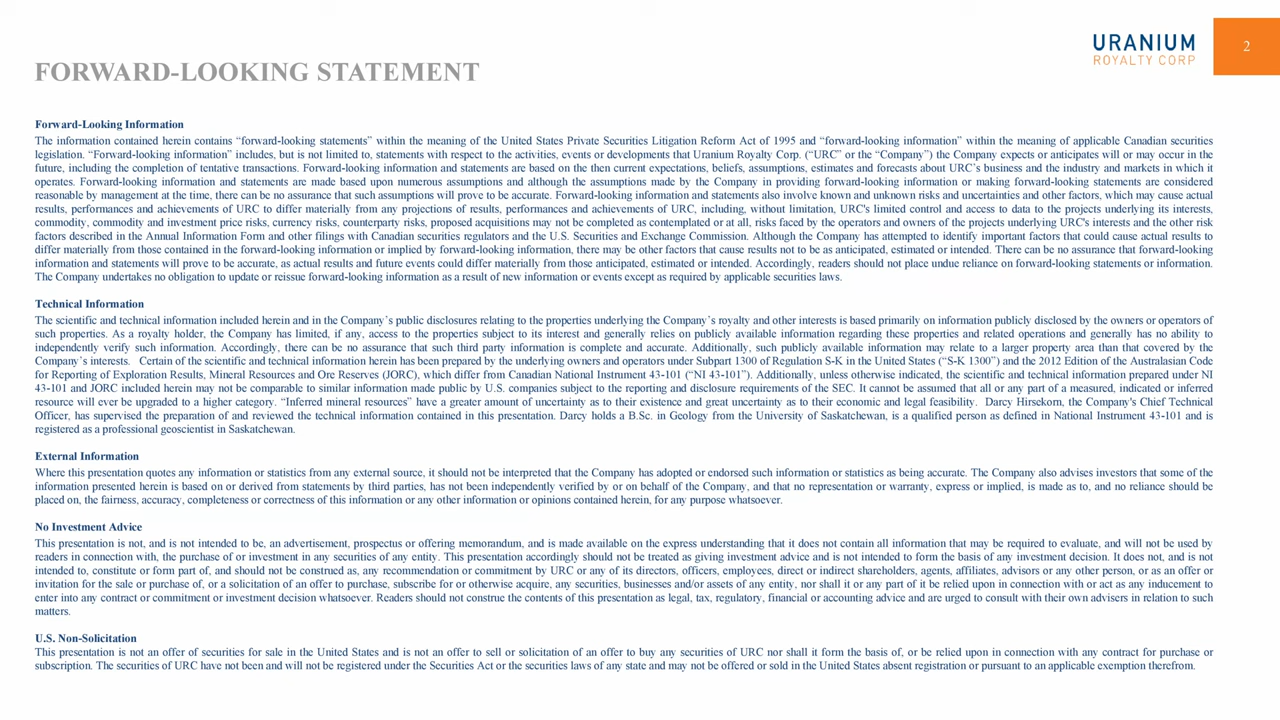 URANIUM
ROYALTY CORP
2
FORWARD-LOOKING STATEMENT
Forward-Looking Information
The information contained herein contains “forward-looking statements” within the meaning of the United States Private Securities Litigation Reform Act of 1995 and “forward-looking information” within the meaning of applicable Canadian securities
legislation. “Forward-looking information” includes, but is not limited to, statements with respect to the activities, events or developments that Uranium Royalty Corp. (“URC” or the “Company”) the Company expects or anticipates will or may occur in the
future, including the completion of tentative transactions. Forward-looking information and statements are based on the then current expectations, beliefs, assumptions, estimates and forecasts about URC’s business and the industry and markets in which it
operates. Forward-looking information and statements are made based upon numerous assumptions and although the assumptions made by the Company in providing forward-looking information or making forward-looking statements are considered
reasonable by management at the time, there can be no assurance that such assumptions will prove to be accurate. Forward-looking information and statements also involve known and unknown risks and uncertainties and other factors, which may cause actual
results, performances and achievements of URC to differ materially from any projections of results, performances and achievements of URC, including, without limitation, URC's limited control and access to data to the projects underlying its interests,
commodity, commodity and investment price risks, currency risks, counterparty risks, proposed acquisitions may not be completed as contemplated or at all, risks faced by the operators and owners of the projects underlying URC's interests and the other risk
factors described in the Annual Information Form and other filings with Canadian securities regulators and the U.S. Securities and Exchange Commission. Although the Company has attempted to identify important factors that could cause actual results to
differ materially from those contained in the forward-looking information or implied by forward-looking information, there may be other factors that cause results not to be as anticipated, estimated or intended. There can be no assurance that forward-looking
information and statements will prove to be accurate, as actual results and future events could differ materially from those anticipated, estimated or intended. Accordingly, readers should not place undue reliance on forward-looking statements or information.
The Company undertakes no obligation to update or reissue forward-looking information as a result of new information or events except as required by applicable securities laws.
Technical Information
The scientific and technical information included herein and in the Company’s public disclosures relating to the properties underlying the Company’s royalty and other interests is based primarily on information publicly disclosed by the owners or operators of
such properties. As a royalty holder, the Company has limited, if any, access to the properties subject to its interest and generally relies on publicly available information regarding these properties and related operations and generally has no ability to
independently verify such information. Accordingly, there can be no assurance that such third party information is complete and accurate. Additionally, such publicly available information may relate to a larger property area than that covered by the
Company’s interests. Certain of the scientific and technical information herein has been prepared by the underlying owners and operators under Subpart 1300 of Regulation S-K in the United States (“S-K 1300”) and the 2012 Edition of the Australasian Code
for Reporting of Exploration Results, Mineral Resources and Ore Reserves (JORC), which differ from Canadian National Instrument 43-101 (“NI 43-101”). Additionally, unless otherwise indicated, the scientific and technical information prepared under NI
43-101 and JORC included herein may not be comparable to similar information made public by U.S. companies subject to the reporting and disclosure requirements of the SEC. It cannot be assumed that all or any part of a measured, indicated or inferred
resource will ever be upgraded to a higher category. “Inferred mineral resources” have a greater amount of uncertainty as to their existence and great uncertainty as to their economic and legal feasibility. Darcy Hirsekorn, the Company's Chief Technical
Officer, has supervised the preparation of and reviewed the technical information contained in this presentation. Darcy holds a B.Sc. in Geology from the University of Saskatchewan, is a qualified person as defined in National Instrument 43-101 and is
registered as a professional geoscientist in Saskatchewan.
External Information
Where this presentation quotes any information or statistics from any external source, it should not be interpreted that the Company has adopted or endorsed such information or statistics as being accurate. The Company also advises investors that some of the
information presented herein is based on or derived from statements by third parties, has not been independently verified by or on behalf of the Company, and that no representation or warranty, express or implied, is made as to, and no reliance should be
placed on, the fairness, accuracy, completeness or correctness of this information or any other information or opinions contained herein, for any purpose whatsoever.
No Investment Advice
This presentation is not, and is not intended to be, an advertisement, prospectus or offering memorandum, and is made available on the express understanding that it does not contain all information that may be required to evaluate, and will not be used by
readers in connection with, the purchase of or investment in any securities of any entity. This presentation accordingly should not be treated as giving investment advice and is not intended to form the basis of any investment decision. It does not, and is not
intended to, constitute or form part of, and should not be construed as, any recommendation or commitment by URC or any of its directors, officers, employees, direct or indirect shareholders, agents, affiliates, advisors or any other person, or as an offer or
invitation for the sale or purchase of, or a solicitation of an offer to purchase, subscribe for or otherwise acquire, any securities, businesses and/or assets of any entity, nor shall it or any part of it be relied upon in connection with or act as any inducement to
enter into any contract or commitment or investment decision whatsoever. Readers should not construe the contents of this presentation as legal, tax, regulatory, financial or accounting advice and are urged to consult with their own advisers in relation to such
matters.
U.S. Non-Solicitation
This presentation is not an offer of securities for sale in the United States and is not an offer to sell or solicitation of an offer to buy any securities of URC nor shall it form the basis of, or be relied upon in connection with any contract for purchase or
subscription. The securities of URC have not been and will not be registered under the Securities Act or the securities laws of any state and may not be offered or sold in the United States absent registration or pursuant to an applicable exemption therefrom.